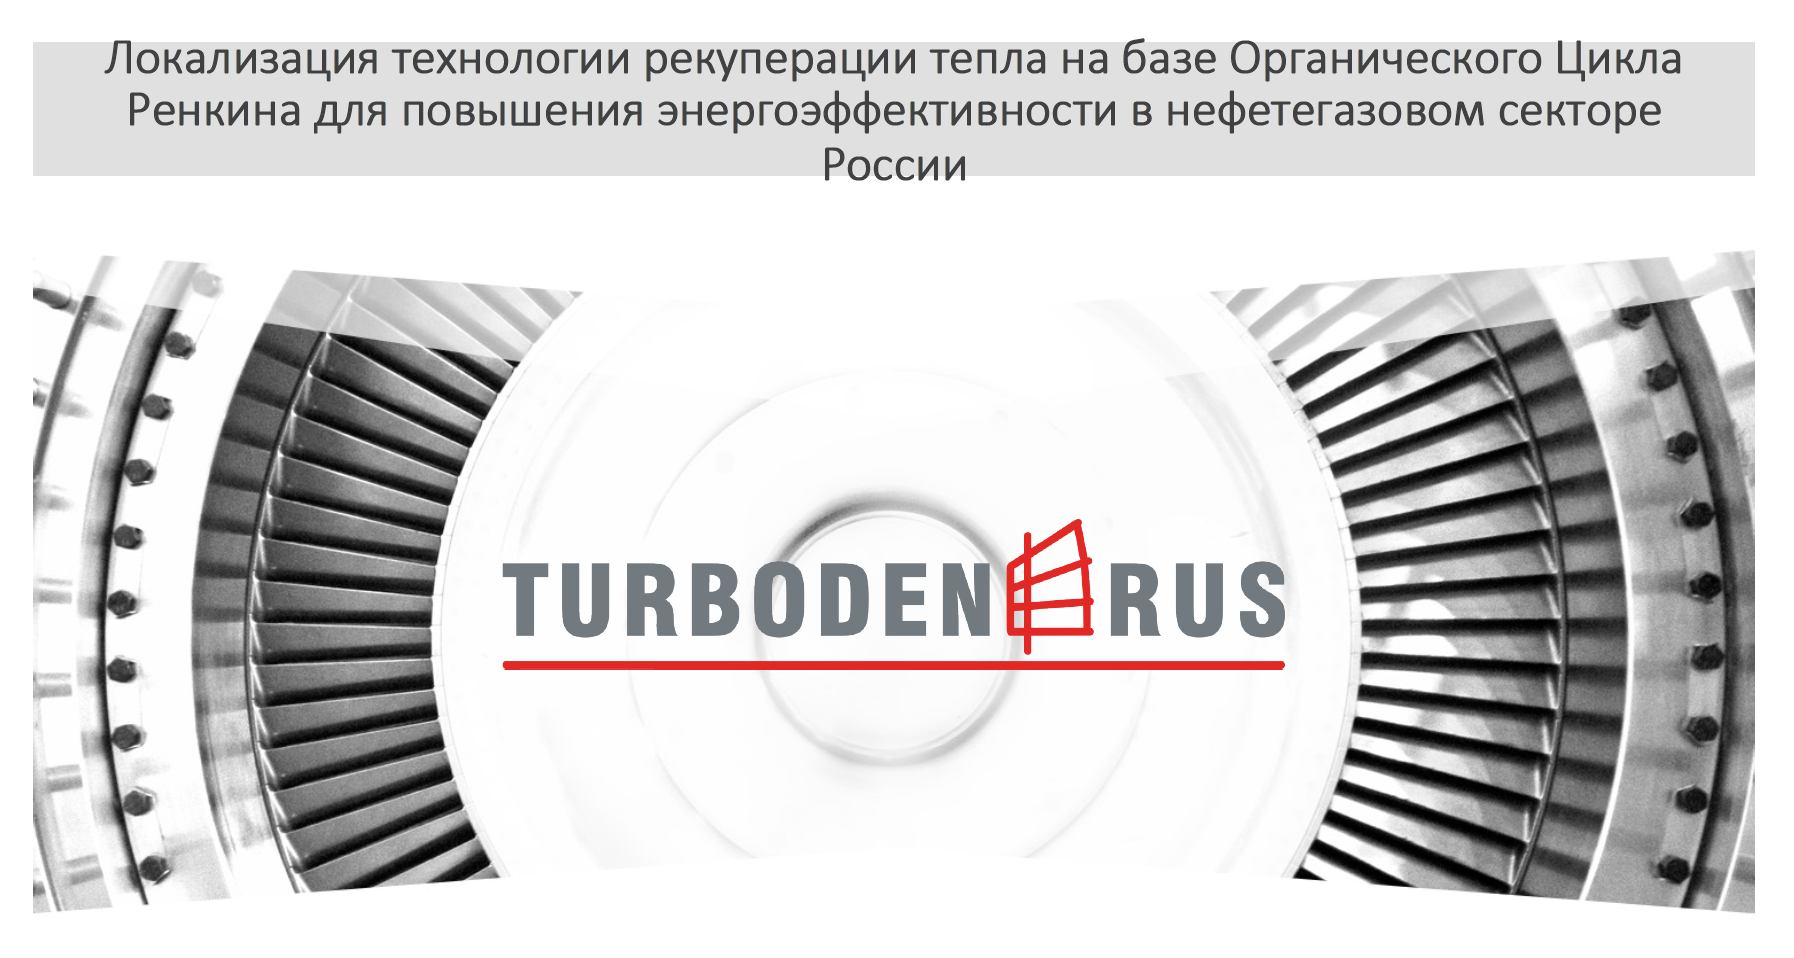 Локализация технологии рекуперации тепла на базе Органического Цикла
Ренкина для повышения энергоэффективности в нефетегазовом секторе
России
TURBODEN RUS